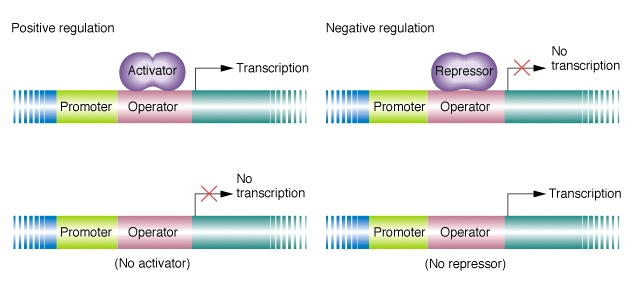 Positive regulation
Activator
Transcription
Promoter
Operator
No
transcription
Promoter
Operator
(No activator)
Negative regulation
Repressor
No
transcription
Promoter
Operator
Transcription
Promoter
Operator
(No repressor)